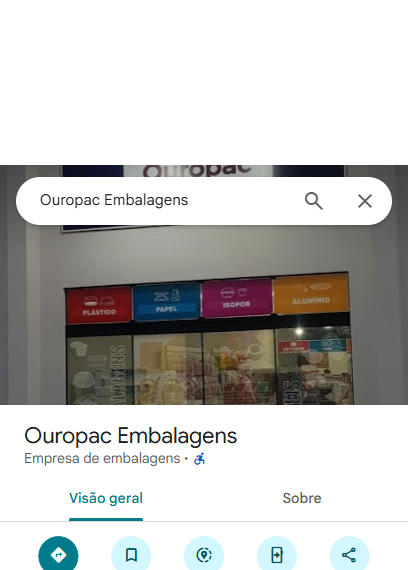 Ouropac
Ouropac Embalagens
PLÁSTICO
PAPEL
ISOPOR
ALUMÍNIO
Ouropac Embalagens
Empresa de embalagens ·
Visão geral
Sobre